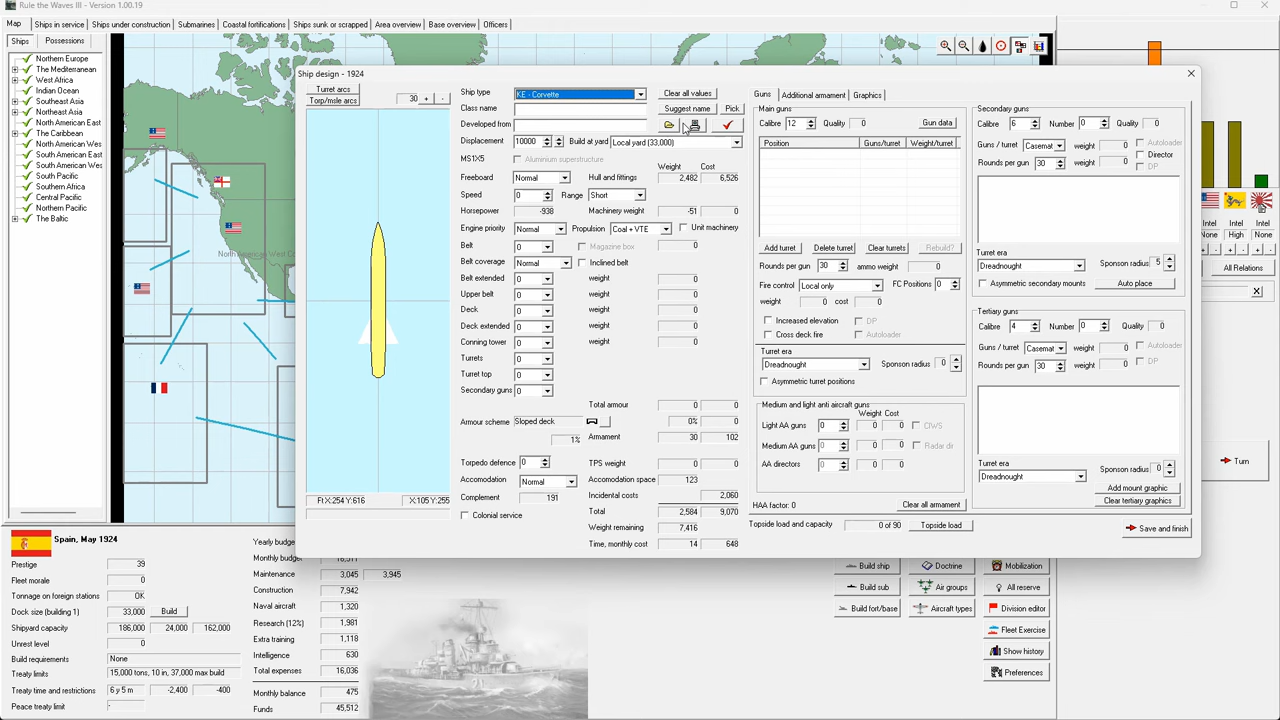 Rule the Waves III - Version 1.00.19
Map Ships in service Ships under construction Submarines Coastal fortifications Ships sunk or scrapped Area overview Base overview Officers
Ships Possessions
Northern Europe
The Mediterranean
West Africa
Indian Ocean
Southeast Asia
Northeast Asia
North American East
The Caribbean
North American Wes
South American East
South American Wes
South Pacific
Southern Africa
Central Pacific
Northern Pacific
The Baltic
North American West Co
Ship design - 1924
Turret arcs
Torp/msle arcs
30 + -
Ft:X:254 Y:616 X:105 Y:255
Ship type KE - Corvette Clear all values
Class name Suggest name Pick
Developed from
Displacement 10000 Build at yard Local yard (33,000)
MS1X5 Aluminium superstructure
Weight Cost
Freeboard Normal Hull and fittings 2,482 6,526
Speed 0 Range Short
Horsepower -938 Machinery weight -51 0
Engine priority Normal Propulsion Coal + VTE Unit machinery
Belt 0 Magazine box 0
Belt coverage Normal Inclined belt
Belt extended 0 weight 0
Upper belt 0 weight 0
Deck 0 weight 0
Deck extended 0 weight 0
Conning tower 0 weight 0
Turrets 0
Turret top 0
Secondary guns 0
Total armour 0 0
Armour scheme Sloped deck 0% 0
1% Armament 30 102
Torpedo defence 0 TPS weight 0 0
Accomodation Normal Accomodation space 123
Complement 191 Incidental costs 2,060
Colonial service Total 2,584 9,070
Weight remaining 7,416
Time, monthly cost 14 648
Guns Additional armament Graphics
Main guns
Calibre 12 Quality 0 Gun data
Position Guns/turret Weight/turret
Add turret Delete turret Clear turrets Rebuild?
Rounds per gun 30 ammo weight 0
Fire control Local only FC Positions 0
weight 0 cost 0
Increased elevation DP
Cross deck fire Autoloader
Turret era
Dreadnought Sponson radius 0
Asymmetric turret positions
Medium and light anti aircraft guns
Weight Cost
Light AA guns 0 0 0 CIWS
Medium AA guns 0 0 0 Radar dir
AA directors 0 0 0
HAA factor: 0 Clear all armament
Topside load and capacity 0 of 90 Topside load
Secondary guns
Calibre 6 Number 0 Quality 0
Guns / turret Casemat weight 0 Autoloader
Director
Rounds per gun 30 weight 0 DP
Turret era
Dreadnought Sponson radius 5
Asymmetric secondary mounts Auto place
Tertiary guns
Calibre 4 Number 0 Quality 0
Guns / turret Casemat weight 0 Autoloader
Rounds per gun 30 weight 0 DP
Turret era
Dreadnought Sponson radius 0
Add mount graphic
Clear tertiary graphics
Save and finish
Intel Intel Intel
None None None
All Relations
Turn
Spain, May 1924
Prestige 39
Fleet morale 0
Tonnage on foreign stations OK
Dock size (building 1) 33,000 Build
Shipyard capacity 186,000 24,000 162,000
Unrest level 0
Build requirements None
Treaty limits 15,000 tons, 10 in, 37,000 max build
Treaty time and restrictions 6 y 5 m -2,400 -400
Peace treaty limit -
Yearly budge
Monthly budge
Maintenance 3,045 3,945
Construction 7,942
Naval aircraft 1,320
Research (12%) 1,981
Extra training 1,118
Intelligence 630
Total expenses 16,036
Monthly balance 475
Funds 45,512
Build ship Doctrine Mobilization
Build sub Air groups All reserve
Build fort/base Aircraft types Division editor
Fleet Exercise
Show history
Preferences